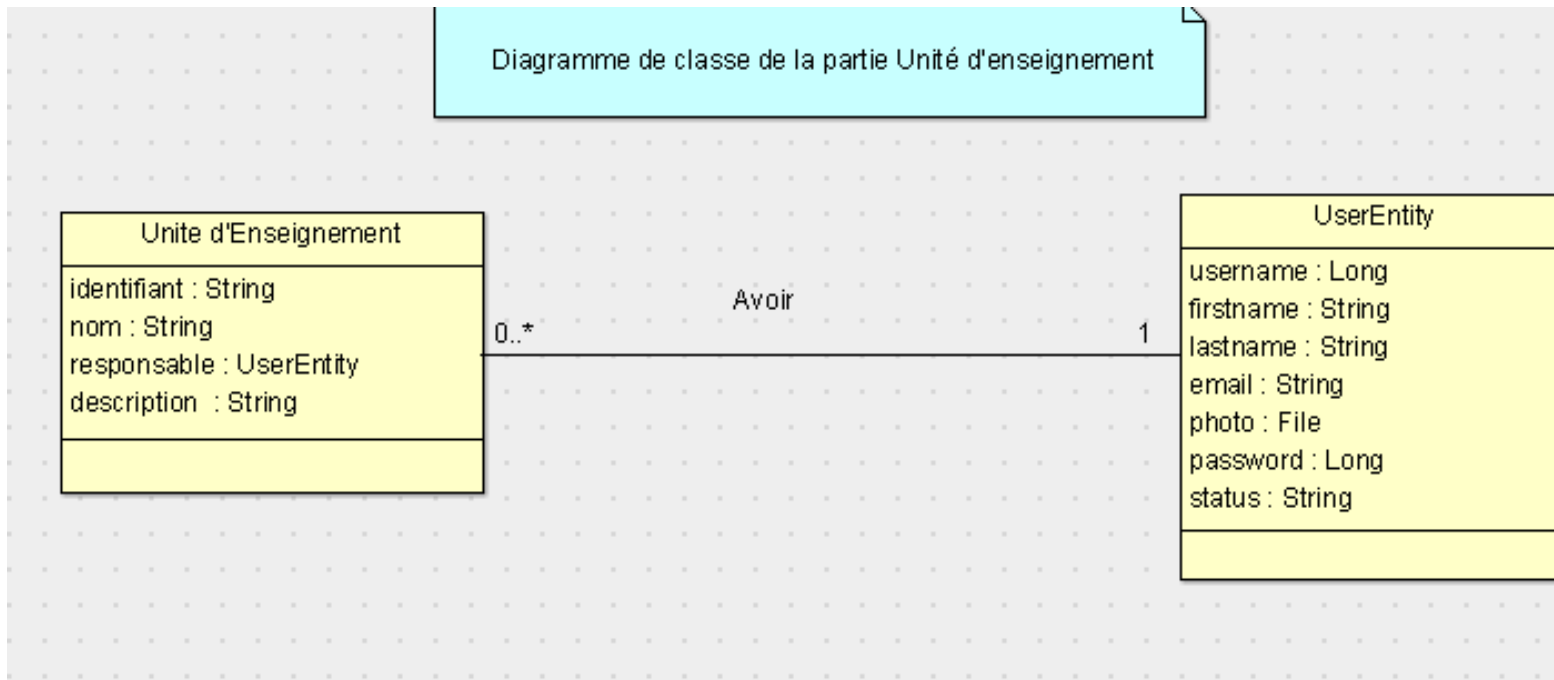 Diagramme de classe de la partie Unité d'enseignement
Unite d'Enseignement
identifiant : String
nom : String
responsable : UserEntity
description  : String
Avoir
0..*
1
UserEntity
username : Long
firstname : String
lastname : String
email : String
photo : File
password : Long
status : String